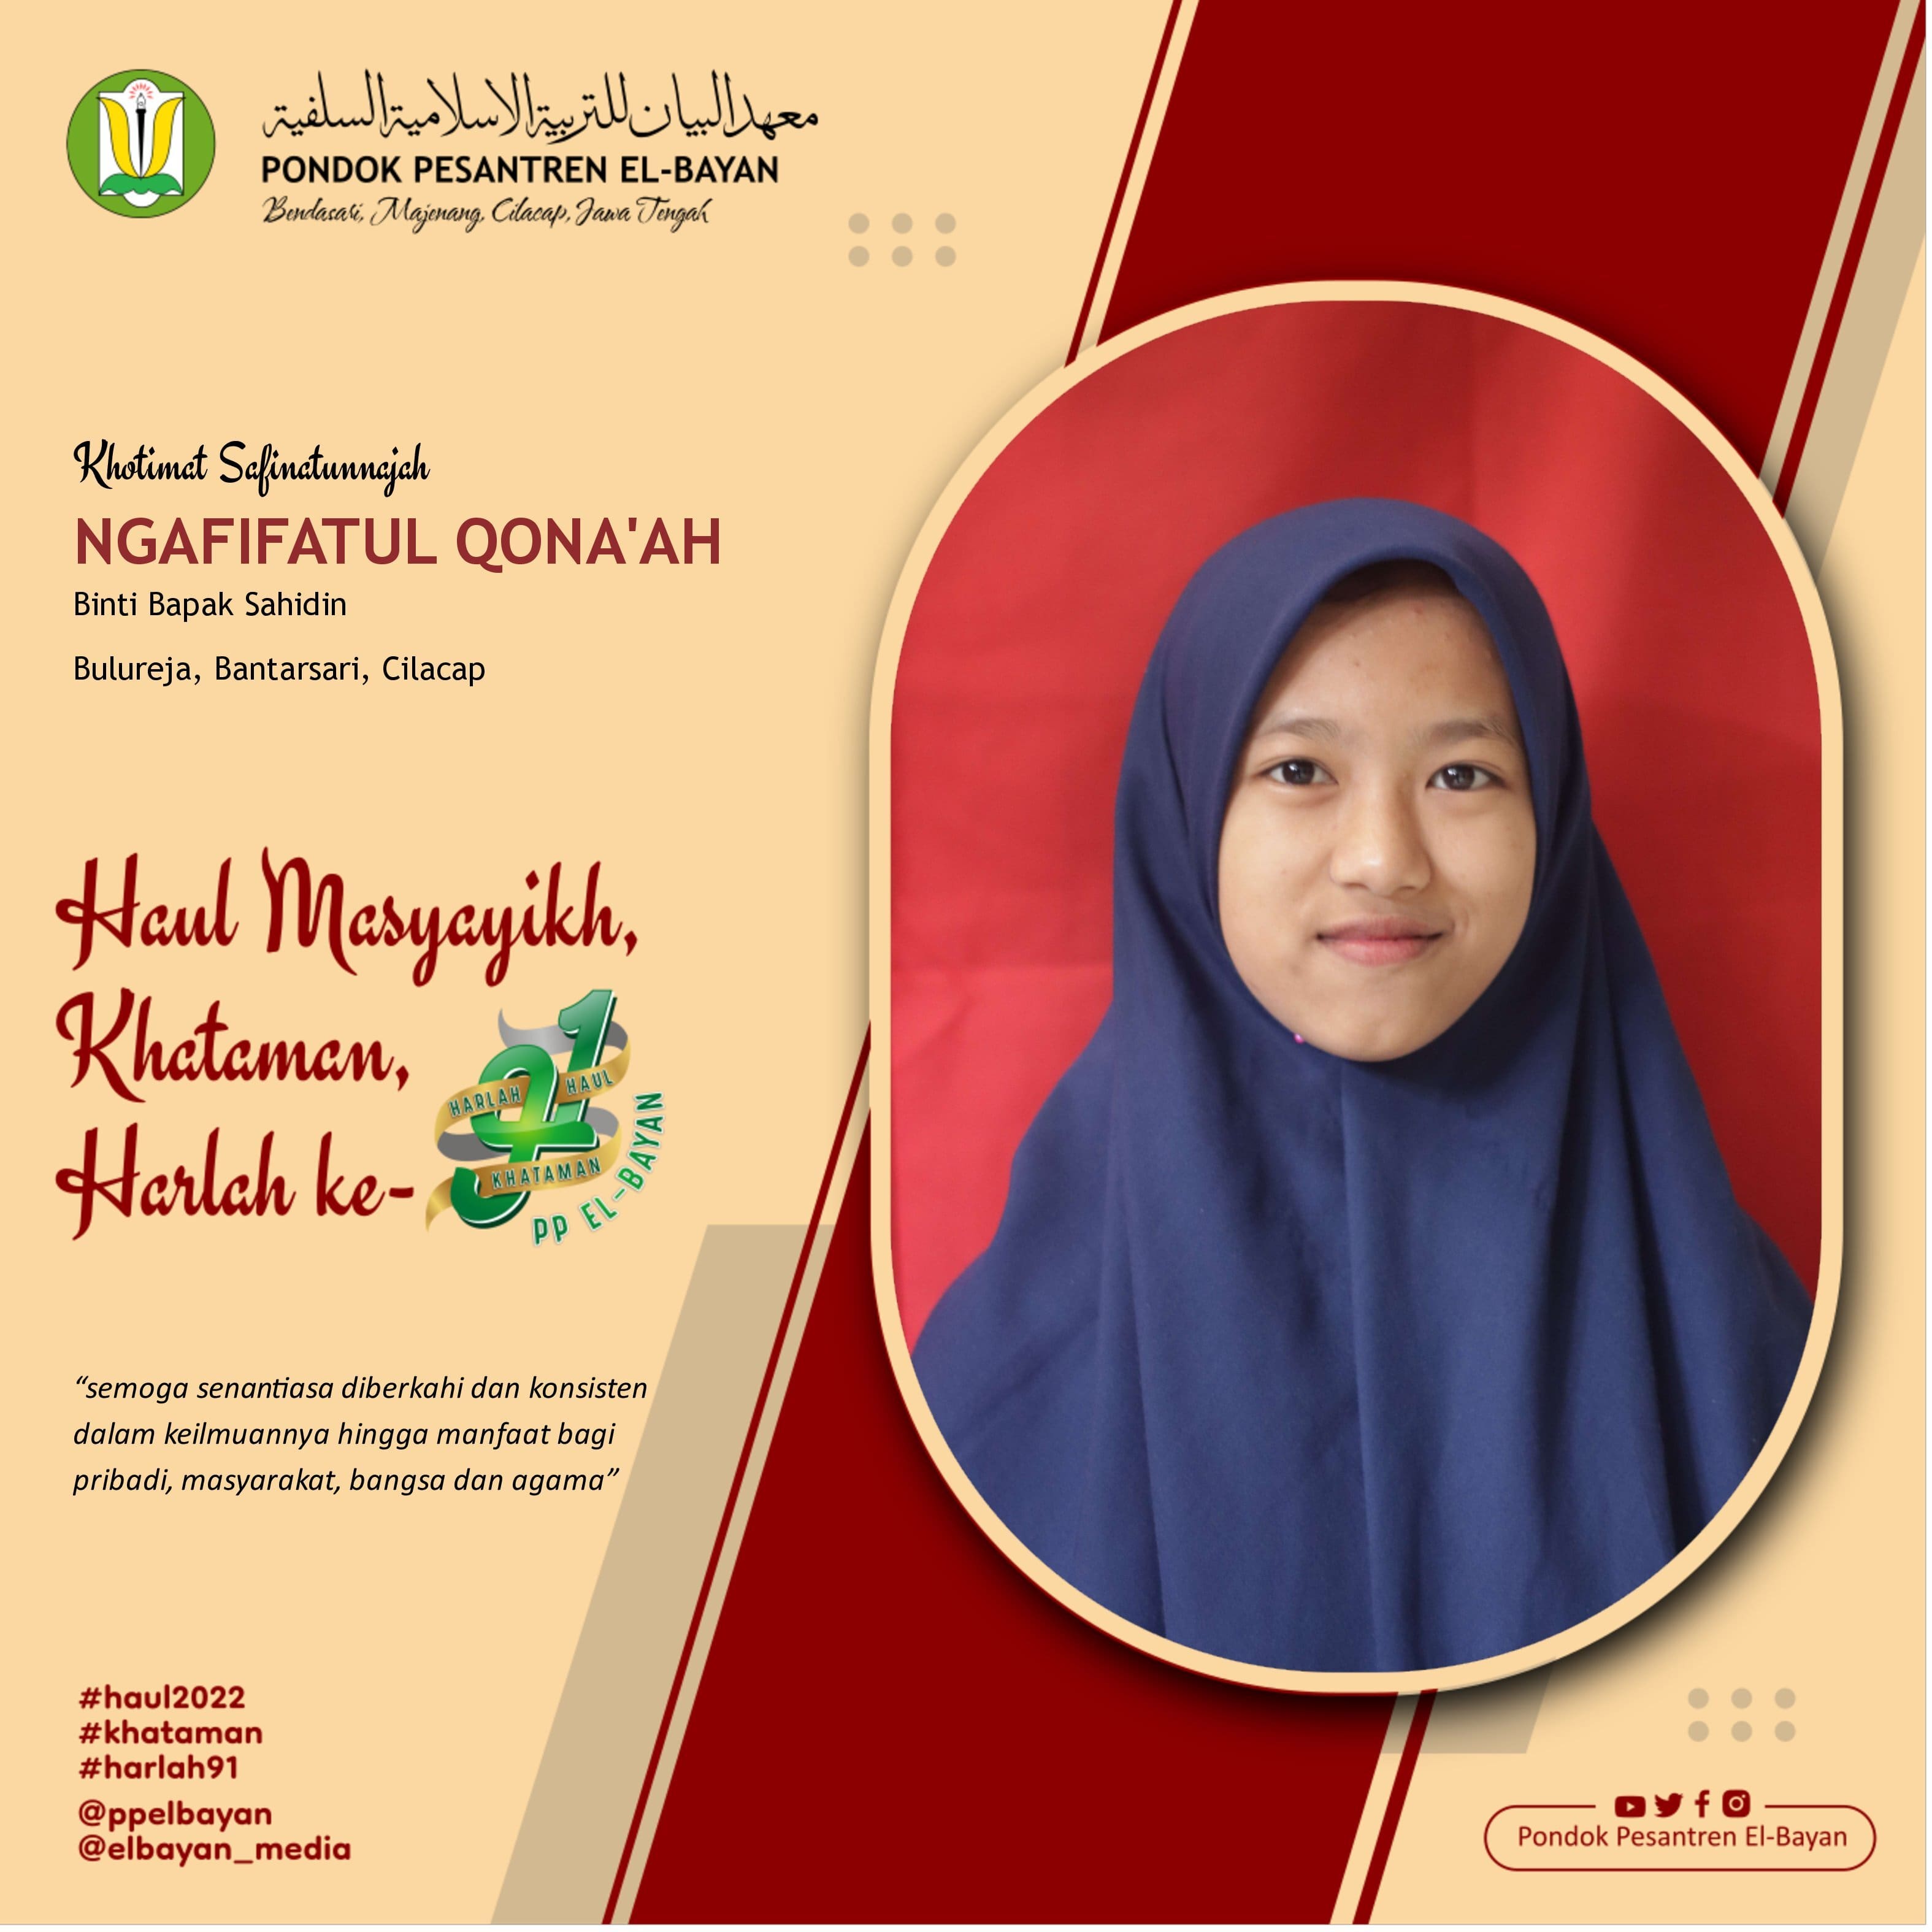 معهد البيان للتربية الاسلامية السلفية
PONDOK PESANTREN EL-BAYAN
Bendasari, Majenang, Cilacap, Jawa Tengah
Khotimat Safinatunnajah
NGAFIFATUL QONA'AH
Binti Bapak Sahidin
Bulureja, Bantarsari, Cilacap
Haul Masyayikh,
Khataman,
Harlah ke-
91
HARLAH HAUL
KHATAMAN
PP EL-BAYAN
“semoga senantiasa diberkahi dan konsisten
dalam keilmuannya hingga manfaat bagi
pribadi, masyarakat, bangsa dan agama”
#haul2022
#khataman
#harlah91
@ppelbayan
@elbayan_media
Pondok Pesantren El-Bayan